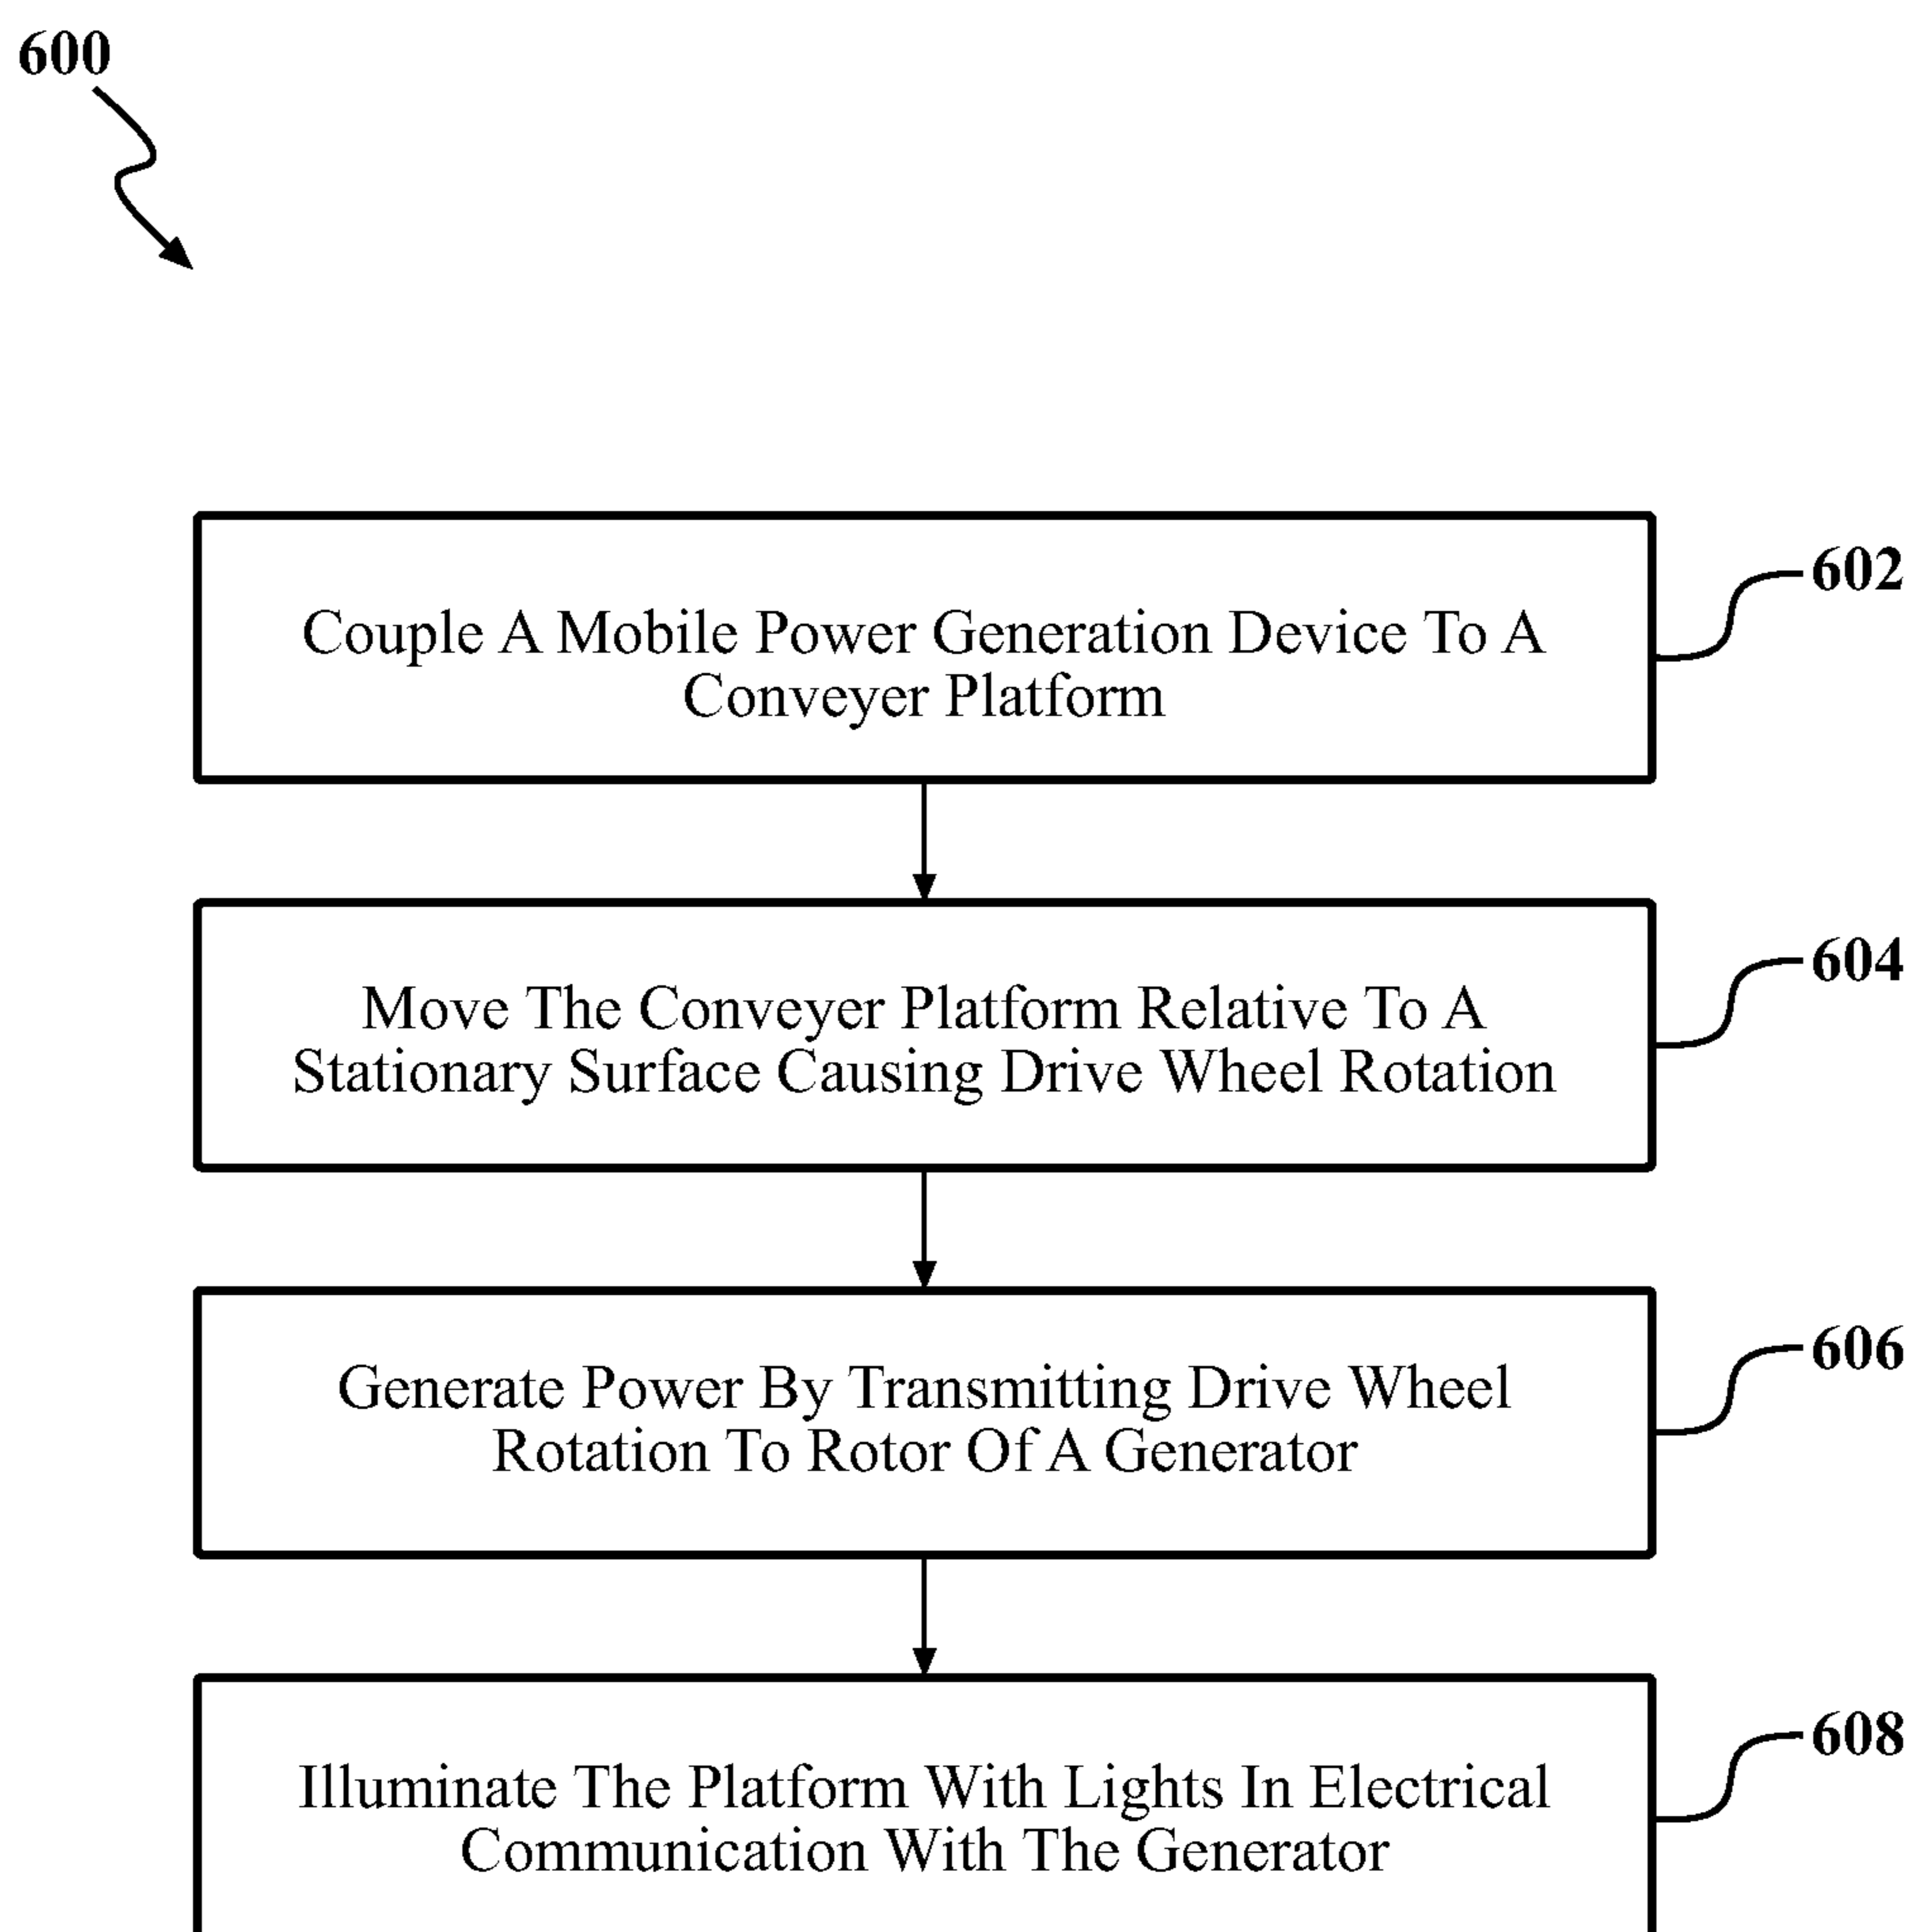 600
602
Couple A Mobile Power Generation Device To A
Conveyer Platform
604
Move The Conveyer Platform Relative To A
Stationary Surface Causing Drive Wheel Rotation
606
Generate Power By Transmitting Drive Wheel
Rotation To Rotor Of A Generator
608
Illuminate The Platform With Lights In Electrical
Communication With The Generator